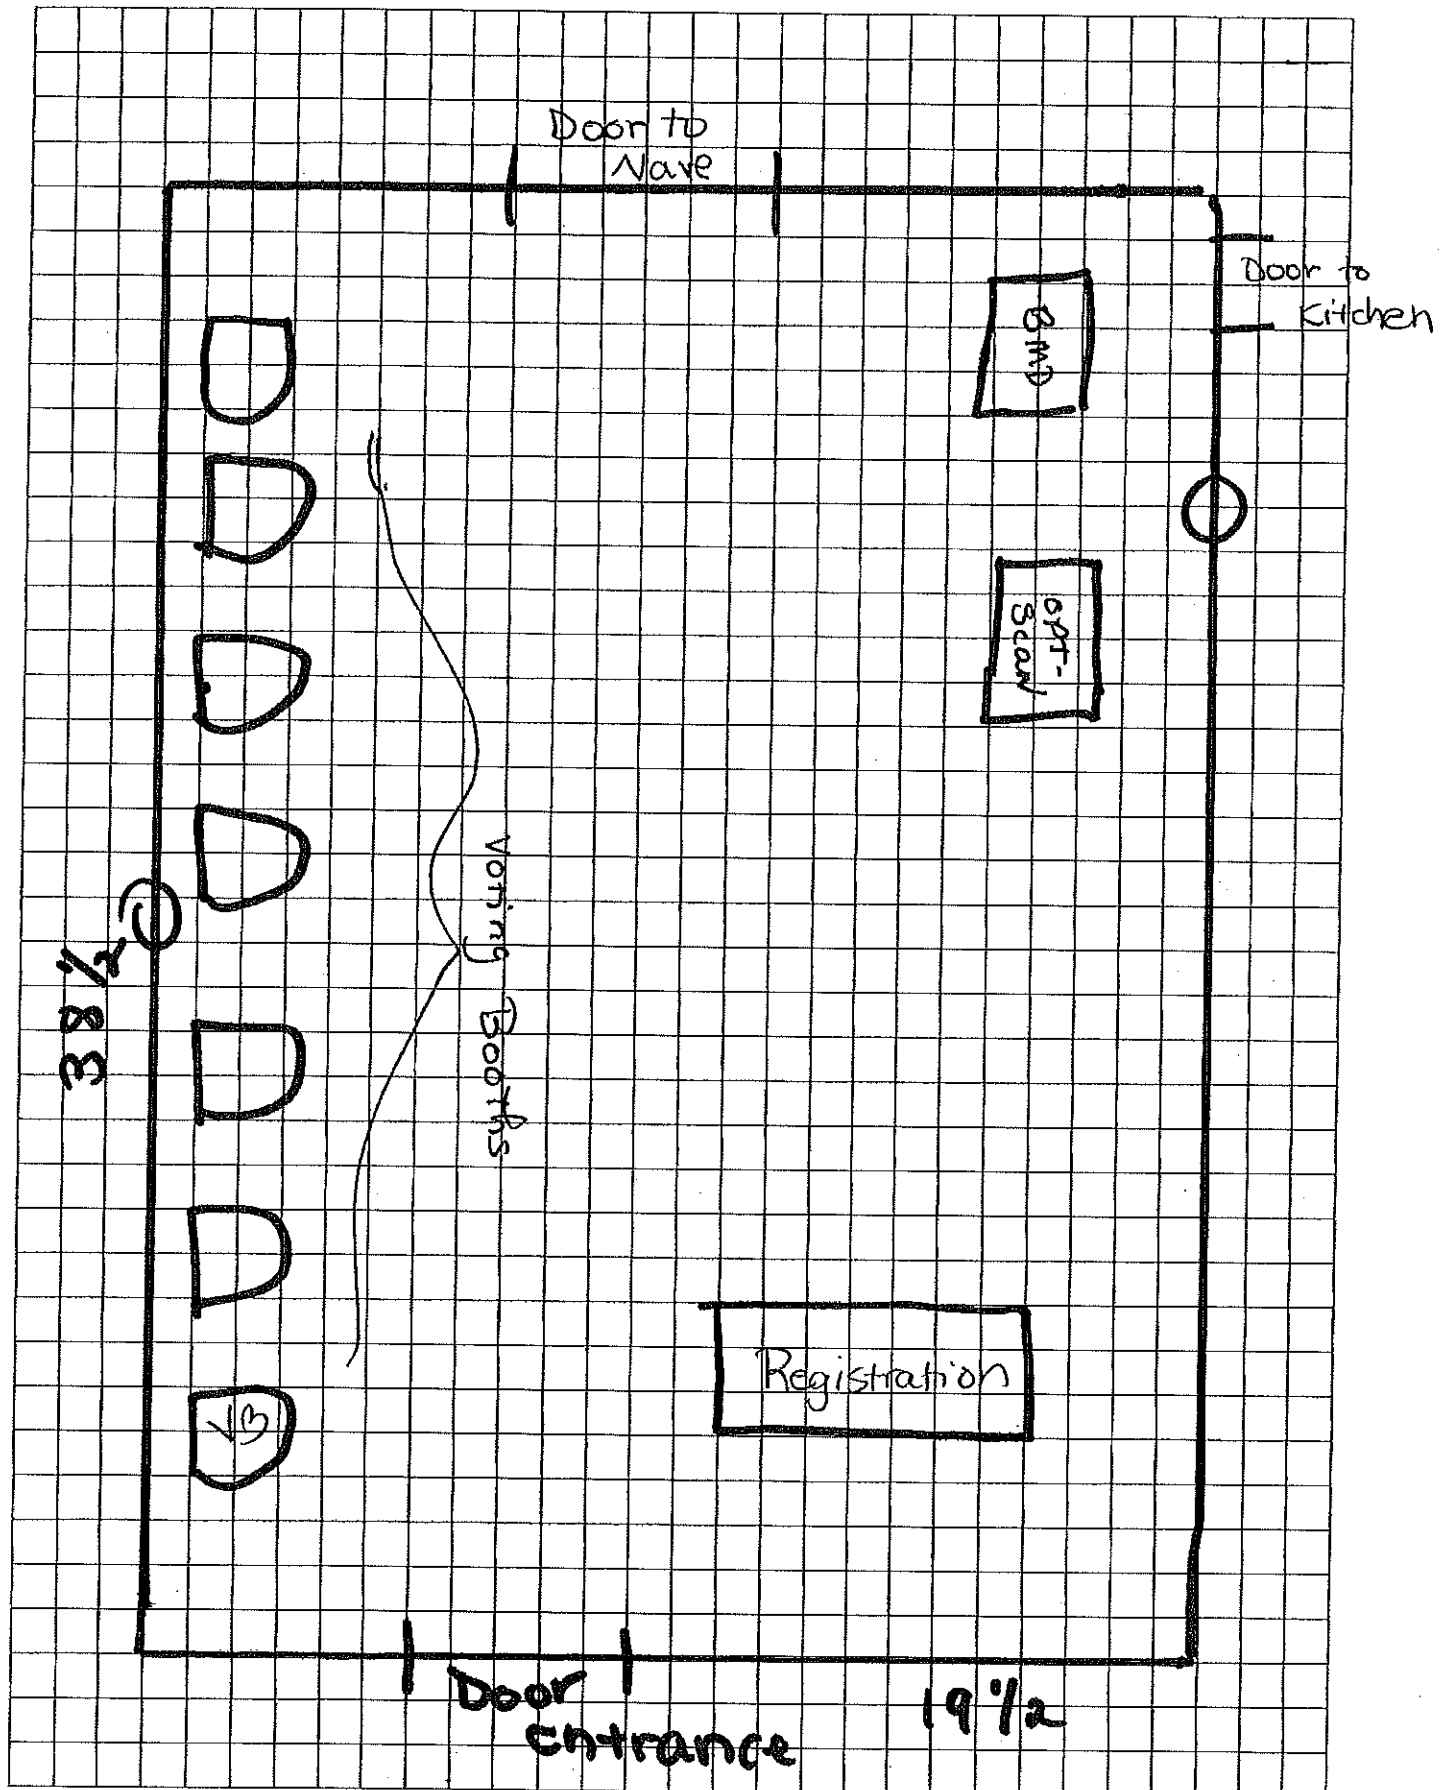 Door to
Nave
Door to
Kitchen
BMD
opt-
scan
Voting Booths
38 1/2
Registration
VB
Door
entrance
19 1/2